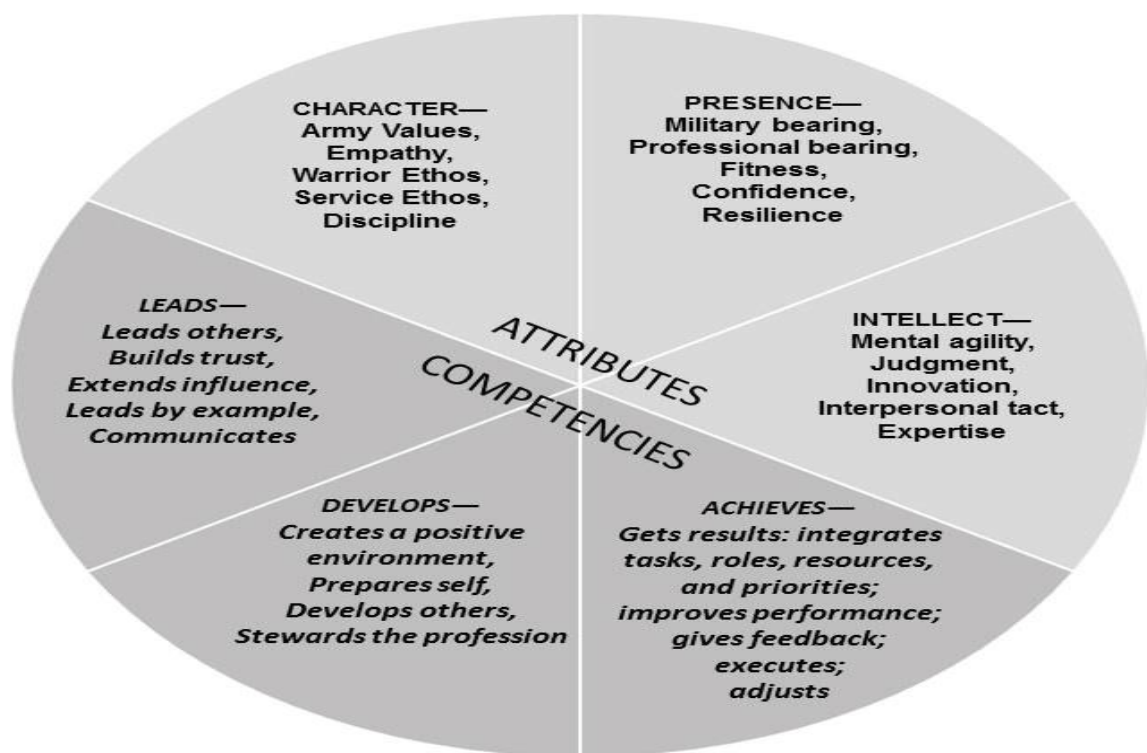 CHARACTER—
Army Values,
Empathy,
Warrior Ethos,
Service Ethos,
Discipline
PRESENCE—
Military bearing,
Professional bearing,
Fitness,
Confidence,
Resilience
INTELLECT—
Mental agility,
Judgment,
Innovation,
Interpersonal tact,
Expertise
ATTRIBUTES
COMPETENCIES
LEADS—
Leads others,
Builds trust,
Extends influence,
Leads by example,
Communicates
DEVELOPS—
Creates a positive
environment,
Prepares self,
Develops others,
Stewards the profession
ACHIEVES—
Gets results: integrates
tasks, roles, resources,
and priorities;
improves performance;
gives feedback;
executes;
adjusts